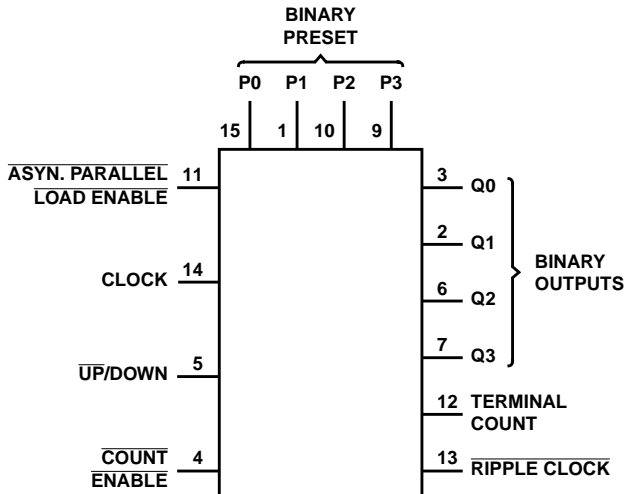 BINARY
PRESET
P0 P1 P2 P3
15 1 10 9
ASYN. PARALLEL 11
LOAD ENABLE
3 Q0
2 Q1
CLOCK 14
BINARY
OUTPUTS
6 Q2
UP/DOWN 5
7 Q3
12 TERMINAL
COUNT
COUNT
ENABLE 4
13 RIPPLE CLOCK